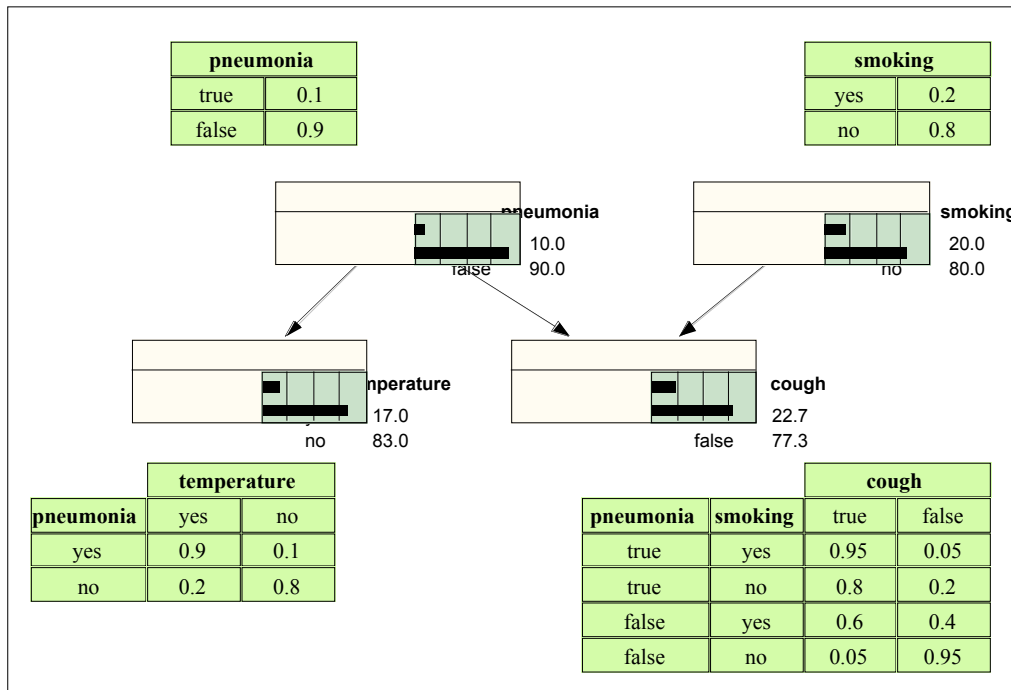 pneumonia
true 0.1
false 0.9
smoking
yes 0.2
no 0.8
pneumonia
10.0
false 90.0
smoking
20.0
no 80.0
mperature
17.0
no 83.0
cough
22.7
false 77.3
temperature
pneumonia yes no
yes 0.9 0.1
no 0.2 0.8
cough
pneumonia smoking true false
true yes 0.95 0.05
true no 0.8 0.2
false yes 0.6 0.4
false no 0.05 0.95